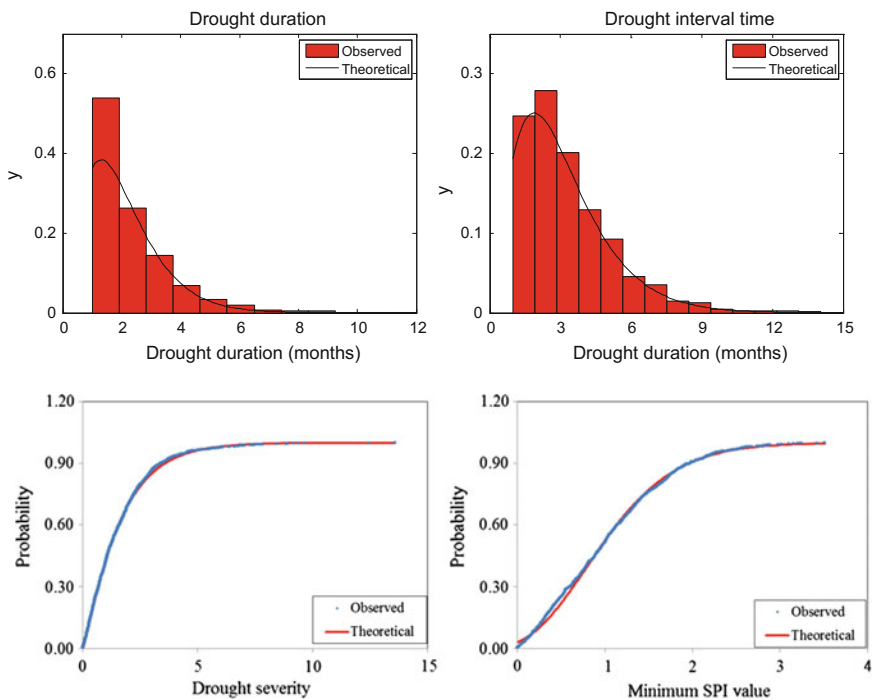 Drought duration
0.6
0.4
0.2
0
y
Observed
Theoretical
0 2 4 6 8 10 12
Drought duration (months)
Drought interval time
0.3
0.2
0.1
0
y
Observed
Theoretical
0 3 6 9 12 15
Drought duration (months)
1.20
0.90
0.60
0.30
0.00
Probability
Observed
Theoretical
0 5 10 15
Drought severity
1.20
0.90
0.60
0.30
0.00
Probability
Observed
Theoretical
0 1 2 3 4
Minimum SPI value